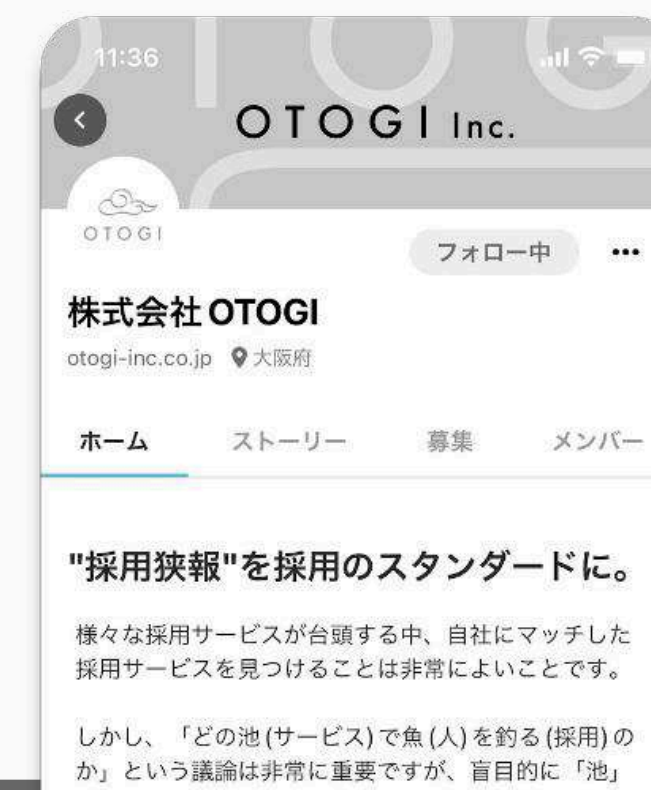 11:36
OTOGI Inc.
OTOGI
フォロー中
株式会社OTOGI
otogi-inc.co.jp 大阪府
ホーム ストーリー 募集 メンバー
"採用狭報"を採用のスタンダードに。
様々な採用サービスが台頭する中、自社にマッチした
採用サービスを見つけることは非常によいことです。
しかし、「どの池(サービス)で魚(人)を釣る(採用)の
か」という議論は非常に重要ですが、盲目的に「池」